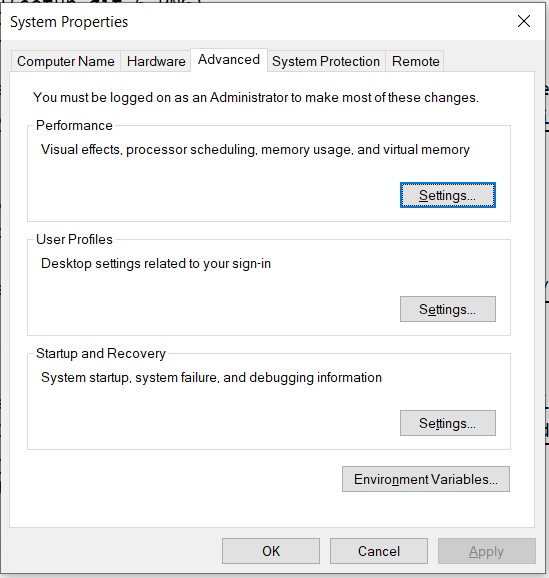 System Properties
Computer Name Hardware Advanced System Protection Remote
You must be logged on as an Administrator to make most of these changes.
Performance
Visual effects, processor scheduling, memory usage, and virtual memory
Settings...
User Profiles
Desktop settings related to your sign-in
Settings...
Startup and Recovery
System startup, system failure, and debugging information
Settings...
Environment Variables...
OK Cancel Apply